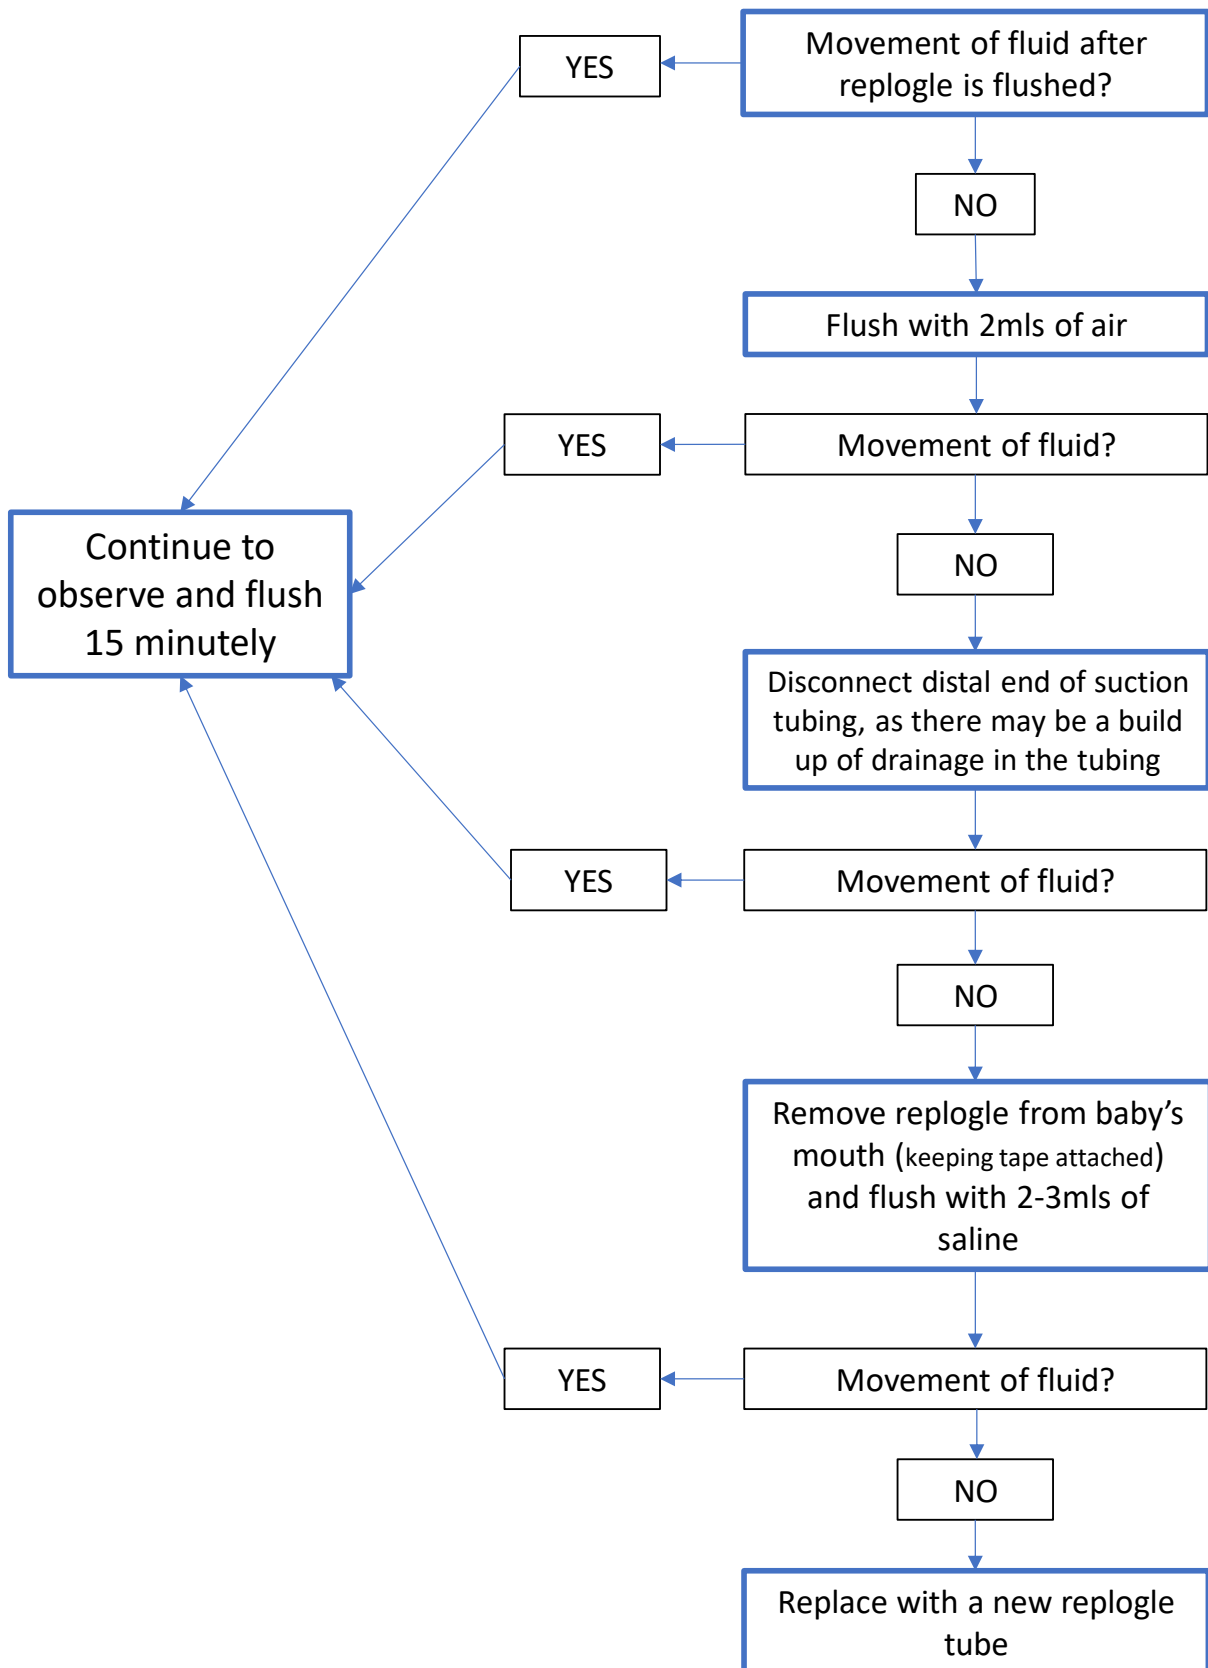 Movement of fluid after
replogle is flushed?
YES
NO
Flush with 2mls of air
Movement of fluid?
YES
NO
Continue to
observe and flush
15 minutely
Disconnect distal end of suction
tubing, as there may be a build
up of drainage in the tubing
Movement of fluid?
YES
NO
Remove replogle from baby’s
mouth (keeping tape attached)
and flush with 2-3mls of
saline
Movement of fluid?
YES
NO
Replace with a new replogle
tube